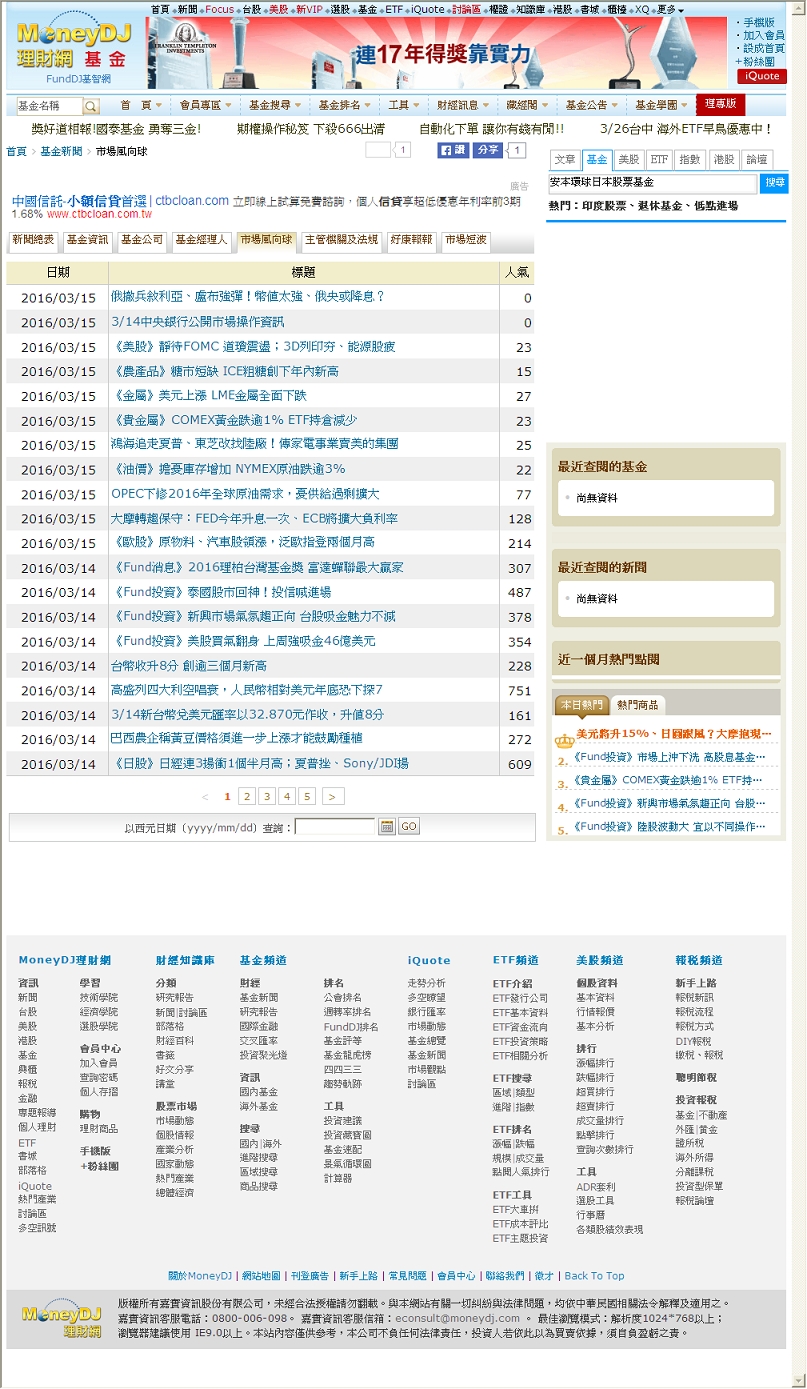 首頁 新聞 Focus 台股 美股 新VIP 選股 基金 ETF iQuote 討論區 權證 知識庫 港股 書城 櫃檯 XQ 更多
MoneyDJ
理財網 基金
FundDJ基智網
FRANKLIN TEMPLETON
INVESTMENTS
連17年得獎靠實力
手機版
加入會員
設成首頁
+粉絲團
iQuote
基金名稱
首 頁 會員專區 基金搜尋 基金排名 工具 財經訊息 藏經閣 基金公告 基金學園 理專版
獎好道相報!國泰基金 勇奪三金! 期權操作秘笈 下殺666出清 自動化下單 讓你有錢有閒!! 3/26台中 海外ETF早鳥優惠中！
首頁 > 基金新聞 > 市場風向球
1 讚 分享 1
文章 基金 美股 ETF 指數 港股 論壇
安本環球日本股票基金 搜尋
熱門：印度股票、退休基金、低點進場
廣告
中國信託-小額信貸首選 | ctbcloan.com 立即線上試算免費諮詢，個人信貸享超低優惠年利率前3期
1.68% www.ctbcloan.com.tw
新聞總表 基金資訊 基金公司 基金經理人 市場風向球 主管機關及法規 好康報報 市場短波
日期 標題 人氣
2016/03/15 俄撤兵敘利亞、盧布強彈！幣值太強、俄央或降息？ 0
2016/03/15 3/14中央銀行公開市場操作資訊 0
2016/03/15 《美股》靜待FOMC 道瓊震盪；3D列印夯、能源股疲 23
2016/03/15 《農產品》糖市短缺 ICE粗糖創下年內新高 15
2016/03/15 《金屬》美元上漲 LME金屬全面下跌 27
2016/03/15 《貴金屬》COMEX黃金跌逾1% ETF持倉減少 23
2016/03/15 鴻海追走夏普、東芝改找陸廠！傳家電事業賣美的集團 25
2016/03/15 《油價》擔憂庫存增加 NYMEX原油跌逾3% 22
2016/03/15 OPEC下修2016年全球原油需求，憂供給過剩擴大 77
2016/03/15 大摩轉趨保守：FED今年升息一次、ECB將擴大負利率 128
2016/03/15 《歐股》原物料、汽車股領漲，泛歐指登兩個月高 214
2016/03/14 《Fund消息》2016理柏台灣基金獎 富達蟬聯最大贏家 307
2016/03/14 《Fund投資》泰國股市回神！投信喊進場 487
2016/03/14 《Fund投資》新興市場氣氛趨正向 台股吸金魅力不減 378
2016/03/14 《Fund投資》美股買氣翻身 上周強吸金46億美元 354
2016/03/14 台幣收升8分 創逾三個月新高 228
2016/03/14 高盛列四大利空唱衰，人民幣相對美元年底恐下探7 751
2016/03/14 3/14新台幣兌美元匯率以32.870元作收，升值8分 161
2016/03/14 巴西農企稱黃豆價格須進一步上漲才能鼓勵種植 272
2016/03/14 《日股》日經連3揚衝1個半月高；夏普挫、Sony/JDI揚 609
< 1 2 3 4 5 >
以西元日期（yyyy/mm/dd）查詢： GO
最近查閱的基金
尚無資料
最近查閱的新聞
尚無資料
近一個月熱門點閱
本日熱門 熱門商品
美元將升15%、日圓跟風？大摩抱現…
2. 《Fund投資》市場上沖下洗 高股息基金…
3. 《貴金屬》COMEX黃金跌逾1% ETF持…
4. 《Fund投資》新興市場氣氛趨正向 台股…
5. 《Fund投資》陸股波動大 宜以不同操作…
MoneyDJ理財網
資訊
新聞
台股
美股
港股
基金
興櫃
報稅
金融
專題報導
個人理財
ETF
書城
部落格
iQuote
熱門產業
討論區
多空訊號
學習
技術學院
經濟學院
選股學院
會員中心
加入會員
查詢密碼
個人存摺
購物
理財商品
手機版
+粉絲團
財經知識庫
分類
研究報告
新聞|討論區
部落格
財經百科
書籤
好文分享
講堂
股票市場
市場動態
個股情報
產業分析
國家動態
熱門產業
總體經濟
基金頻道
財經
基金新聞
研究報告
國際金融
交叉匯率
投資聚光燈
資訊
國內基金
海外基金
搜尋
國內|海外
進階搜尋
區域搜尋
商品搜尋
排名
公會排名
週轉率排名
FundDJ排名
基金評等
基金龍虎榜
四四三三
趨勢軌跡
工具
投資建議
投資藏寶圖
基金速配
景氣循環圖
計算器
iQuote
走勢分析
多空瞭望
銀行匯率
市場動態
基金總覽
基金新聞
市場觀點
討論區
ETF頻道
ETF介紹
ETF發行公司
ETF基本資料
ETF資金流向
ETF投資策略
ETF相關分析
ETF搜尋
區域|類型
進階|指數
ETF排名
漲幅|跌幅
規模|成交量
點閱人氣排行
ETF工具
ETF大車拚
ETF成本評比
ETF主題投資
美股頻道
個股資料
基本資料
行情報價
基本分析
排行
漲幅排行
跌幅排行
超買排行
超賣排行
成交量排行
點擊排行
查詢次數排行
工具
ADR套利
選股工具
行事曆
各類股績效表現
報稅頻道
新手上路
報稅新訊
報稅流程
報稅方式
DIY報稅
繳稅、報稅
聰明節稅
投資報稅
基金|不動產
外匯|黃金
證所稅
海外所得
分離課稅
投資型保單
報稅論壇
關於MoneyDJ | 網站地圖 | 刊登廣告 | 新手上路 | 常見問題 | 會員中心 | 聯絡我們 | 徵才 | Back To Top
MoneyDJ
理財網
版權所有嘉實資訊股份有限公司，未經合法授權請勿翻載。與本網站有關一切糾紛與法律問題，均依中華民國相關法令解釋及適用之。
嘉實資訊客服電話：0800-006-098。 嘉實資訊客服信箱：econsult@moneydj.com 。 最佳瀏覽模式：解析度1024*768以上；
瀏覽器建議使用 IE9.0以上。本站內容僅供參考，本公司不負任何法律責任，投資人若依此以為買賣依據，須自負盈虧之責。